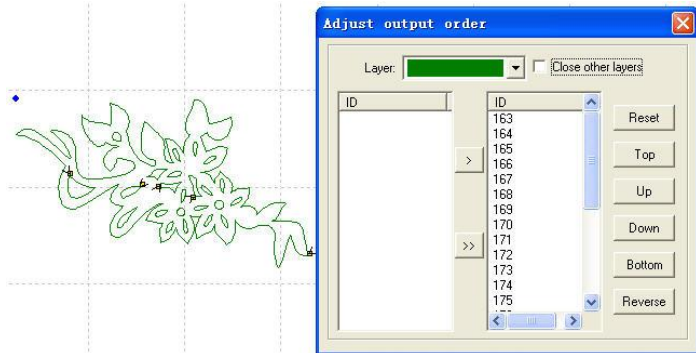 Adjust output order
Layer:
Close other layers
ID
ID
163
164
165
166
167
168
169
170
171
172
173
174
175
>
>>
Reset
Top
Up
Down
Bottom
Reverse